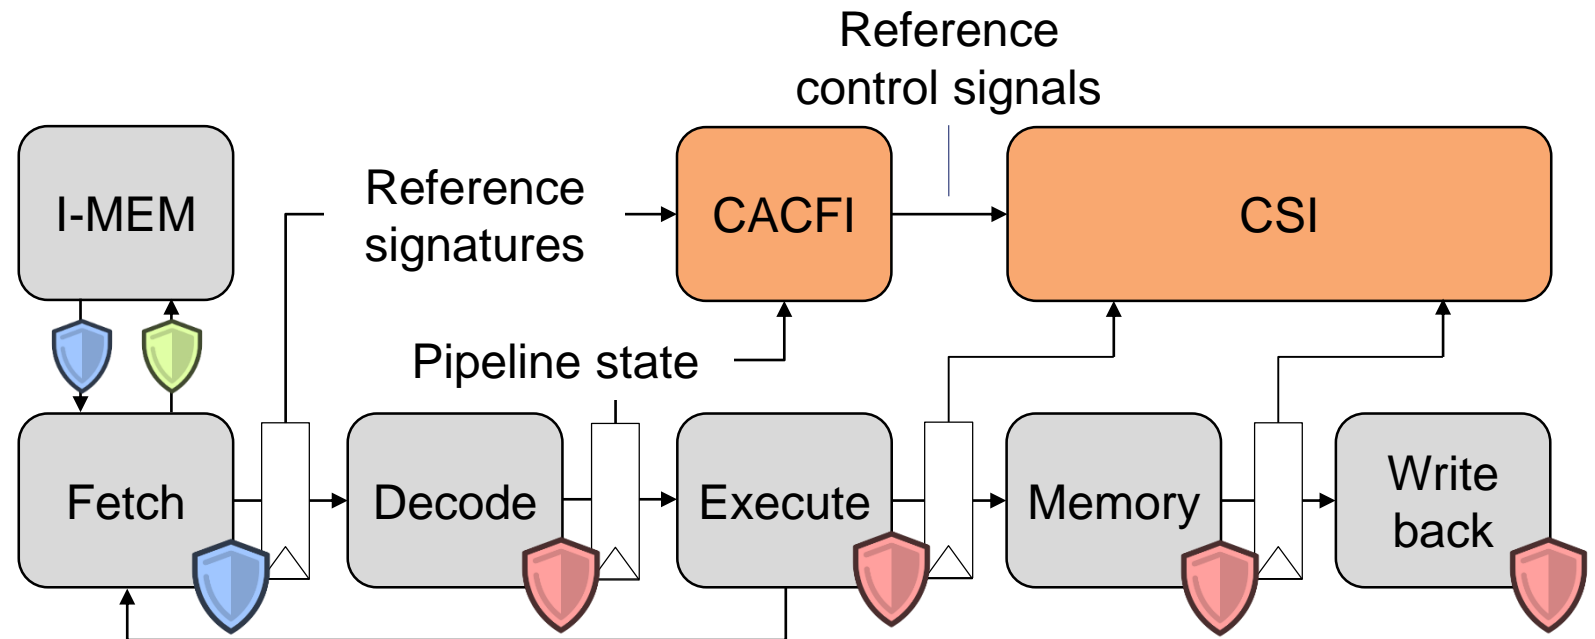 Reference
control signals
I-MEM
Reference
signatures
CACFI
CSI
Pipeline state
Fetch
Decode
Execute
Memory
Write
back